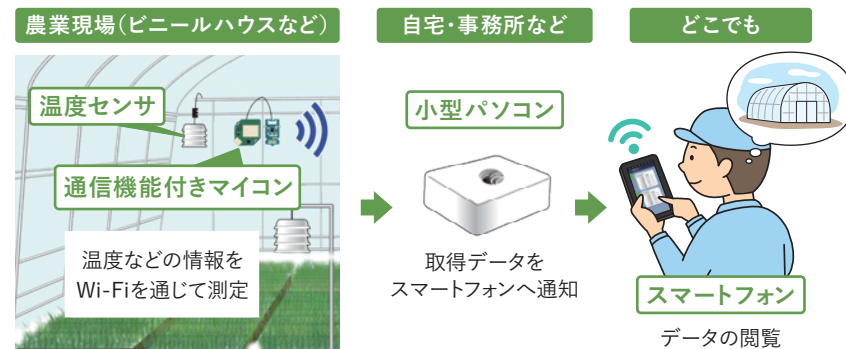 農業現場(ビニールハウスなど)
温度センサ
通信機能付きマイコン
温度などの情報を
Wi-Fiを通じて測定
自宅・事務所など
小型パソコン
取得データを
スマートフォンへ通知
どこでも
スマートフォン
データの閲覧